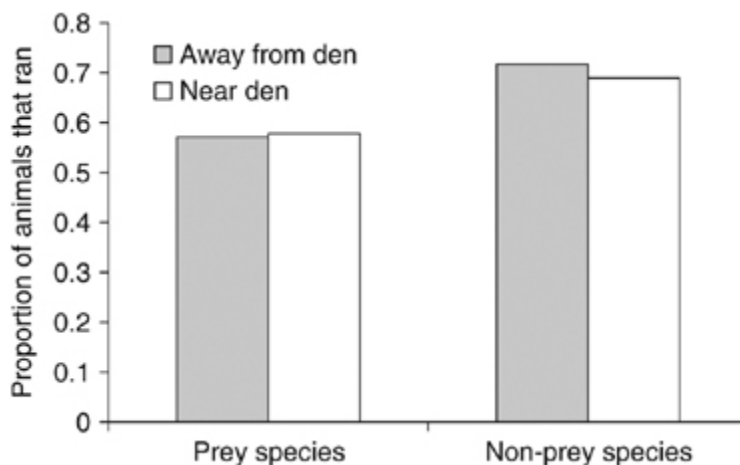 Proportion of animals that ran
0.8
0.7
0.6
0.5
0.4
0.3
0.2
0.1
0
Away from den
Near den
Prey species
Non-prey species